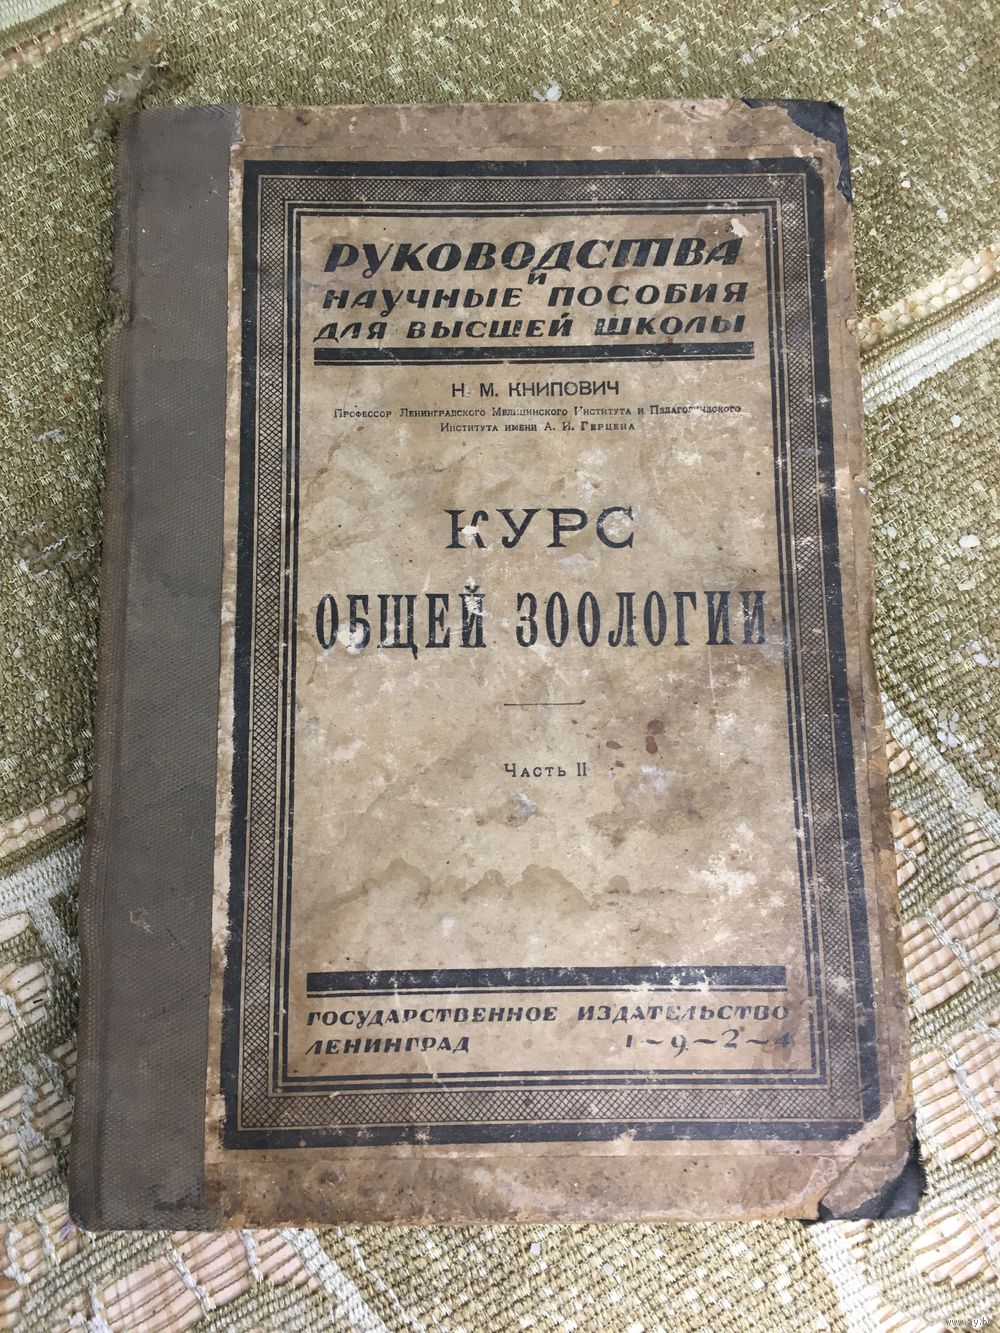 РУКОВОДСТВА
И
НАУЧНЫЕ ПОСОБИЯ
ДЛЯ ВЫСШЕЙ ШКОЛЫ
Н. М. КНИПОВИЧ
Профессор Ленинградского Медицинского Института и Педагогического
Института имени А. И. Герцена
КУРС
ОБЩЕЙ ЗООЛОГИИ
Часть II
ГОСУДАРСТВЕННОЕ ИЗДАТЕЛЬСТВО
ЛЕНИНГРАД 1~9~2~4